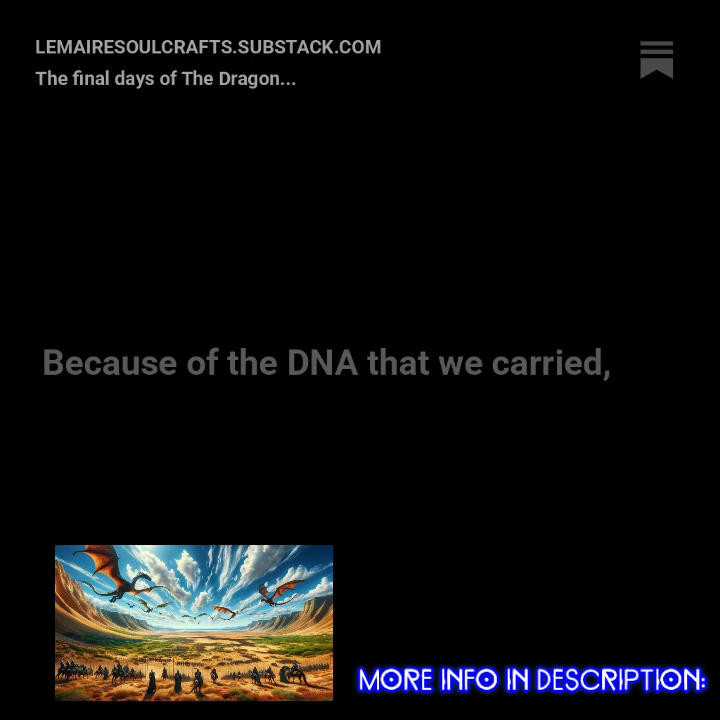 LEMAIRESOULCRAFTS.SUBSTACK.COM
The final days of The Dragon...
Because of the DNA that we carried,
MORE INFO IN DESCRIPTION: